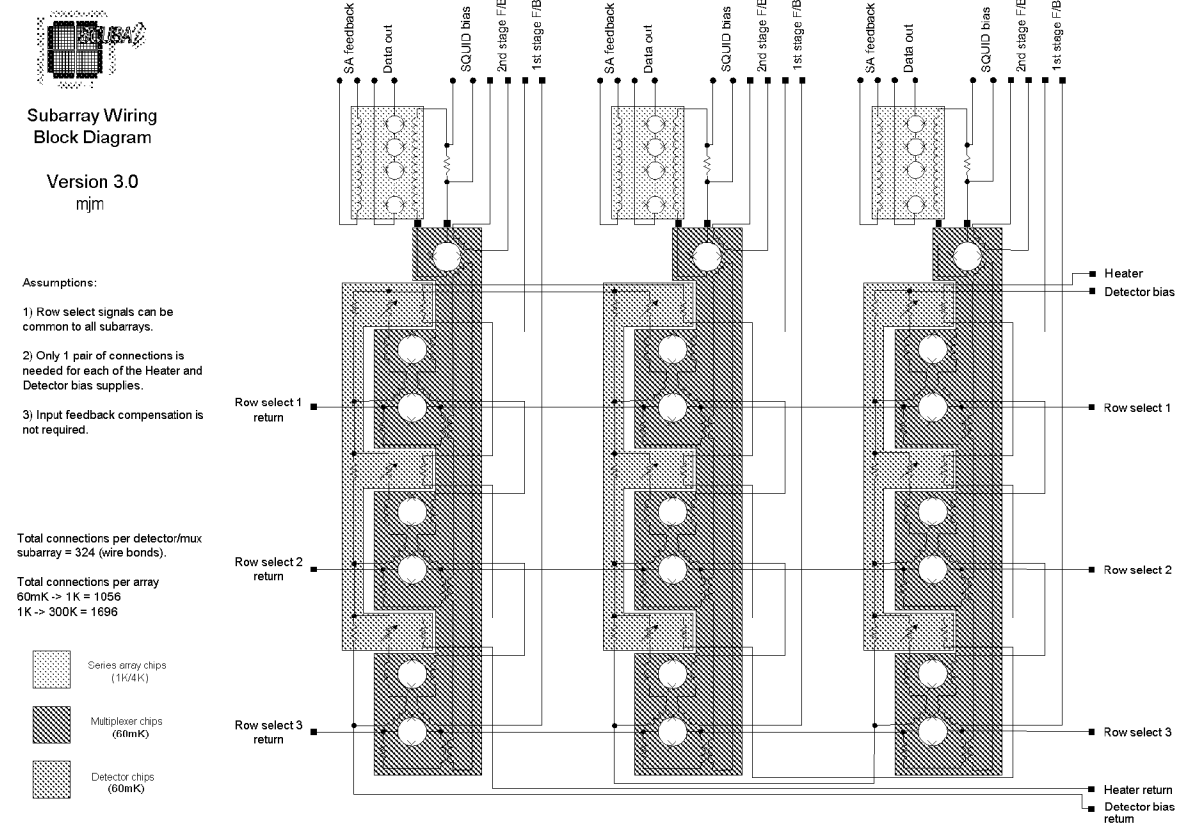 Subarray Wiring
Block Diagram
Version 3.0
mjm
Assumptions:
1) Row select signals can be
common to all subarrays.
2) Only 1 pair of connections is
needed for each of the Heater and
Detector bias supplies.
3) Input feedback compensation is
not required.
Total connections per detector/mux
subarray = 324 (wire bonds).
Total connections per array
60mK -> 1K = 1056
1K -> 300K = 1696
Series array chips
(1K/4K)
Multiplexer chips
(60mK)
Detector chips
(60mK)
SA feedback
Data out
SQUID bias
2nd stage F/B
1st stage F/B
SA feedback
Data out
SQUID bias
2nd stage F/B
1st stage F/B
SA feedback
Data out
SQUID bias
2nd stage F/B
1st stage F/B
Heater
Detector bias
Row select 1
return
Row select 1
Row select 2
return
Row select 2
Row select 3
return
Row select 3
Heater return
Detector bias
return